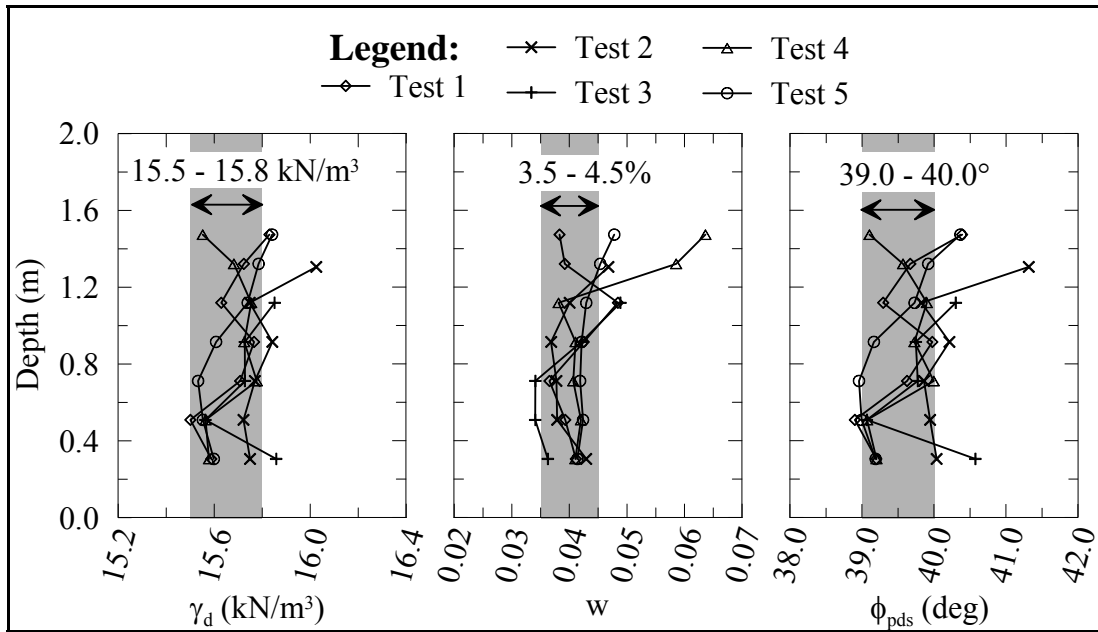 Legend:
Test 2
Test 4
Test 1
Test 3
Test 5
2.0
1.6
1.2
0.8
0.4
0.0
Depth (m)
15.5 - 15.8 kN/m³
3.5 - 4.5%
39.0 - 40.0°
15.2
15.6
16.0
16.4
0.02
0.03
0.04
0.05
0.06
0.07
38.0
39.0
40.0
41.0
42.0
γd (kN/m³)
w
ϕpds (deg)